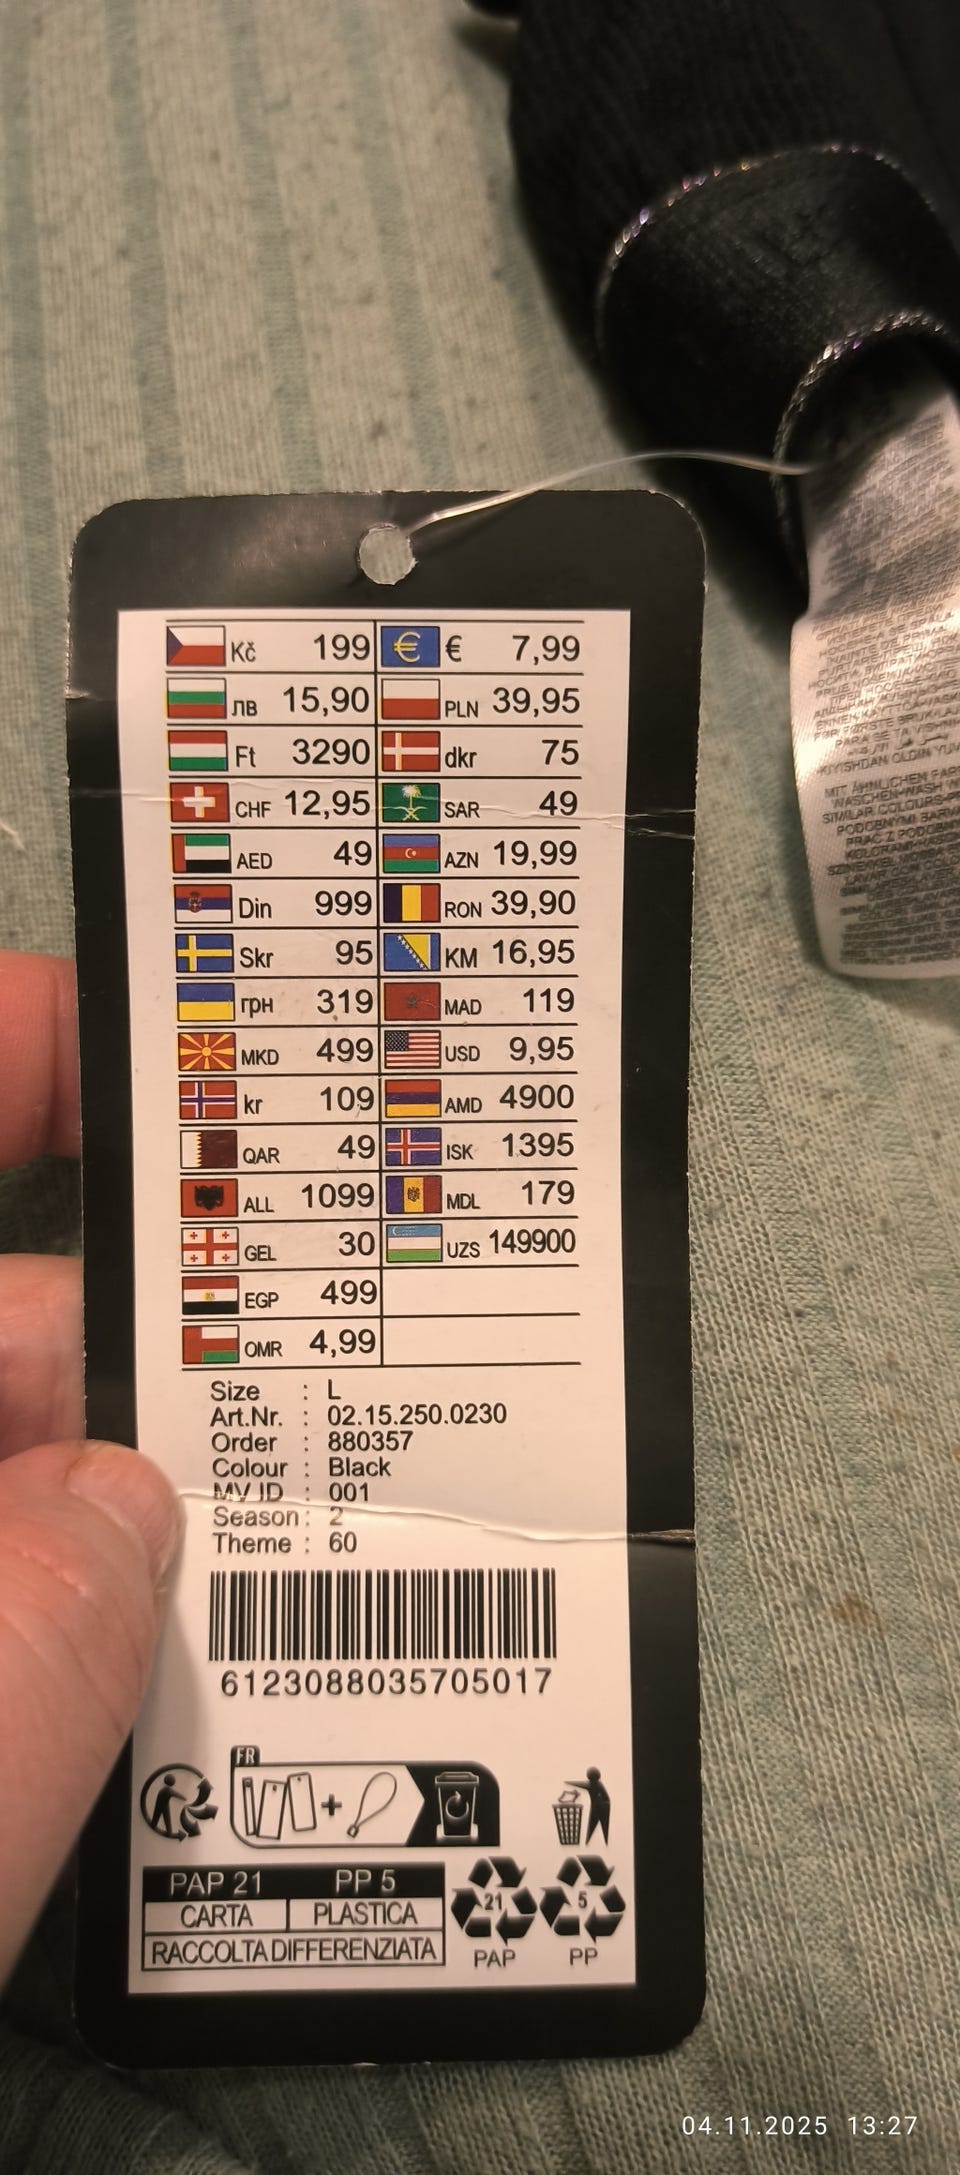 Kč 199 € € 7,99
лв 15,90 PLN 39,95
Ft 3290 dkr 75
CHF 12,95 SAR 49
AED 49 AZN 19,99
Din 999 RON 39,90
Skr 95 KM 16,95
грн 319 MAD 119
MKD 499 USD 9,95
kr 109 AMD 4900
QAR 49 ISK 1395
ALL 1099 MDL 179
GEL 30 UZS 149900
EGP 499
OMR 4,99
Size : L
Art.Nr. : 02.15.250.0230
Order : 880357
Colour : Black
MV ID : 001
Season : 2
Theme : 60
6123088035705017
FR
PAP 21 PP 5
CARTA PLASTICA
RACCOLTA DIFFERENZIATA
21 5
PAP PP
MIT ÄHNLICHEN
SIMILAR COLOURS
04.11.2025 13:27